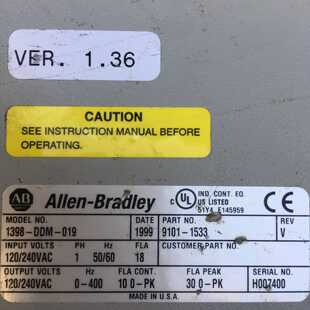 VER. 1.36
CAUTION
SEE INSTRUCTION MANUAL BEFORE
OPERATING.
AB Allen-Bradley UL IND. CONT. EQ.
US LISTED
51Y4 E145959
MODEL NO. DATE PART NO. REV
1398-DDM-019 1999 9101-1533 V
INPUT VOLTS PH HZ FLA CUSTOMER PART NO.
120/240VAC 1 50/60 18
OUTPUT VOLTS HZ FLA CONT FLA PEAK SERIAL NO.
120/240VAC 0-400 10 0-PK 30 0-PK H007400
MADE IN U.S.A.